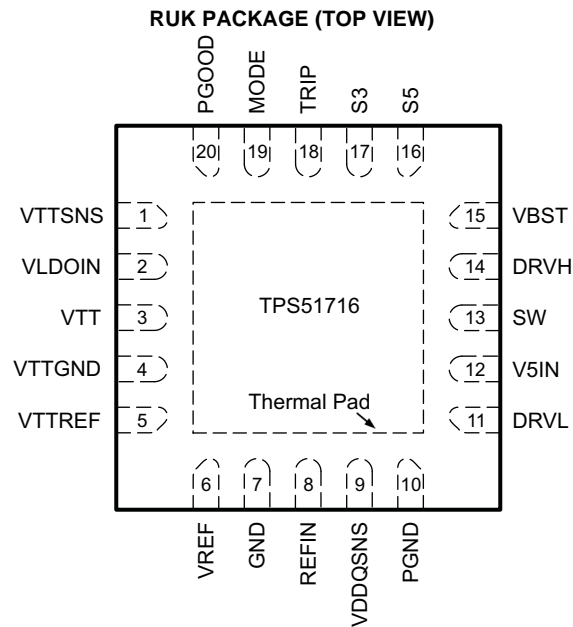 RUK PACKAGE (TOP VIEW)
PGOOD
MODE
TRIP
S3
S5
20
19
18
17
16
VTTSNS 1
15 VBST
VLDOIN 2
14 DRVH
VTT 3
TPS51716
13 SW
VTTGND 4
12 V5IN
VTTREF 5
Thermal Pad
11 DRVL
6
7
8
9
10
VREF
GND
REFIN
VDDQSNS
PGND